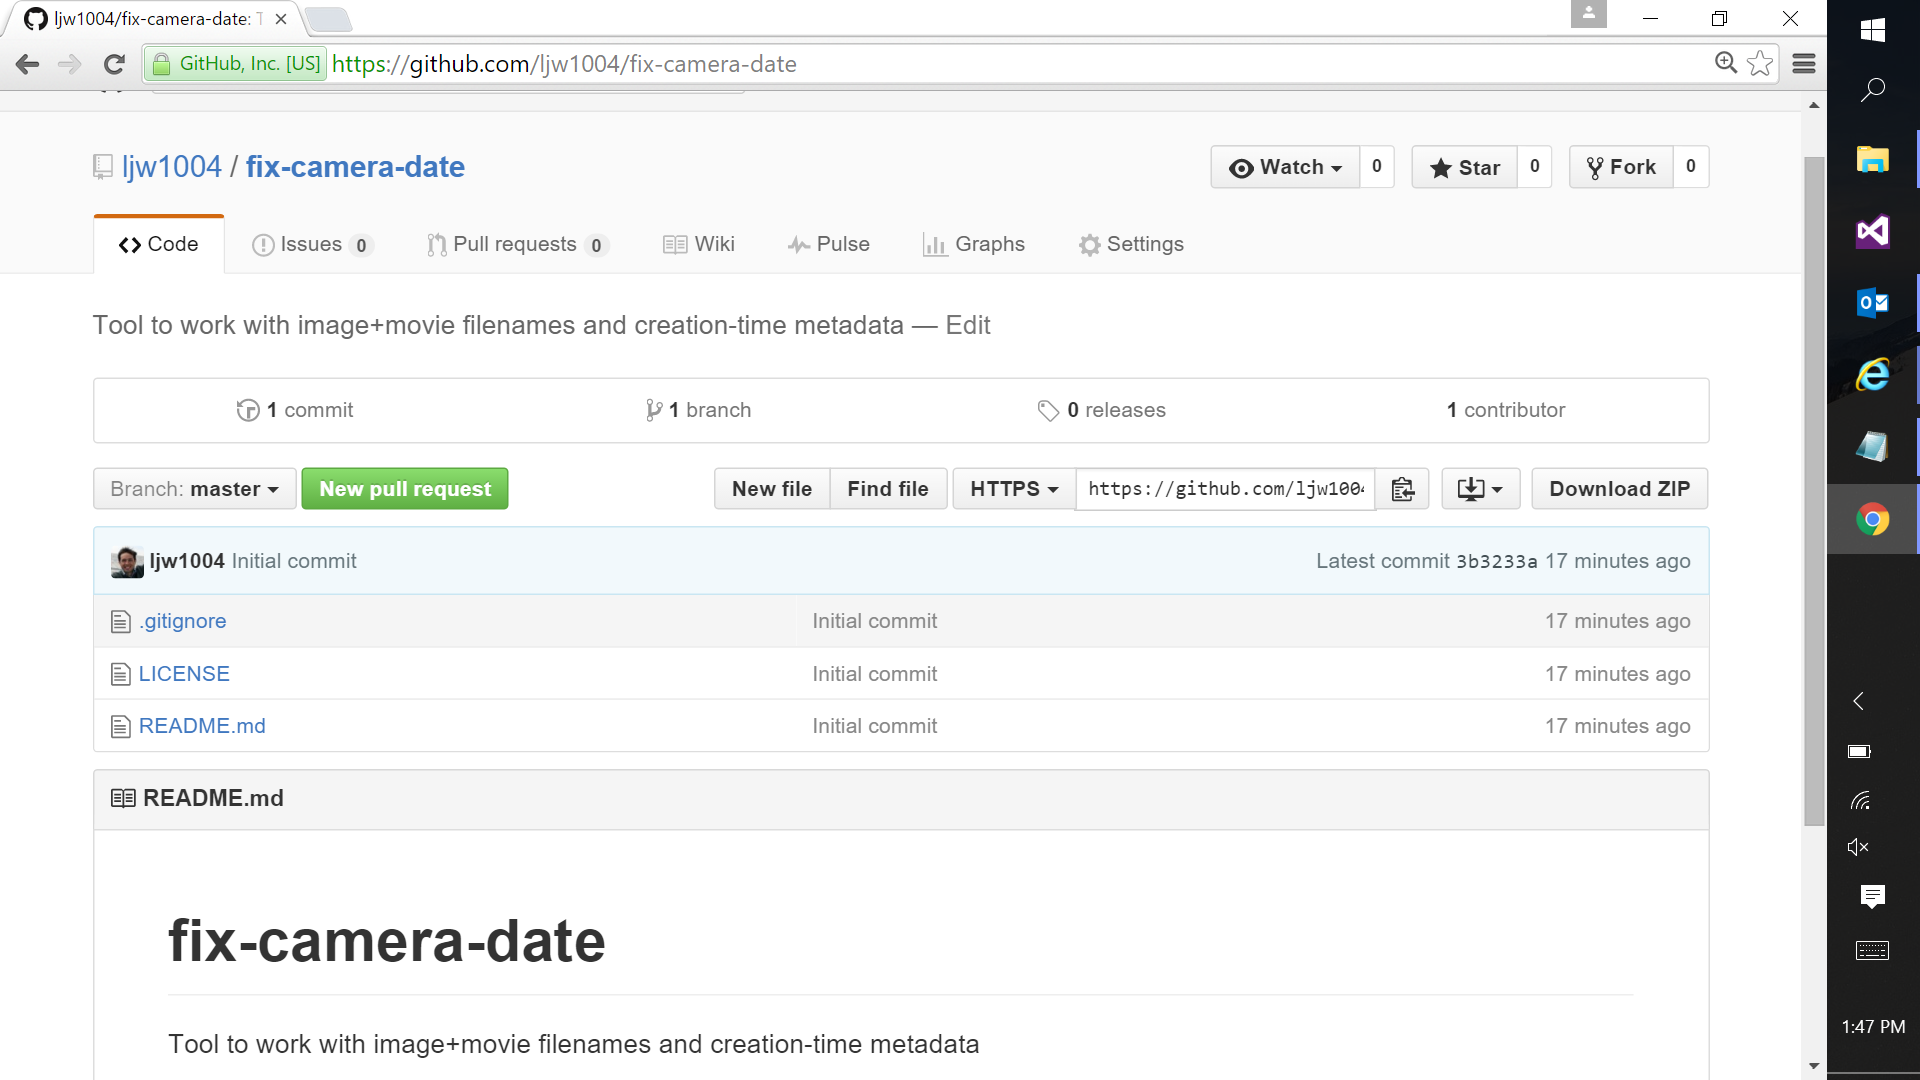 ljw1004/fix-camera-date: T
GitHub, Inc. [US] https://github.com/ljw1004/fix-camera-date
ljw1004 / fix-camera-date
Watch 0 Star 0 Fork 0
Code Issues 0 Pull requests 0 Wiki Pulse Graphs Settings
Tool to work with image+movie filenames and creation-time metadata — Edit
1 commit 1 branch 0 releases 1 contributor
Branch: master New pull request New file Find file HTTPS https://github.com/ljw1004 Download ZIP
ljw1004 Initial commit Latest commit 3b3233a 17 minutes ago
.gitignore Initial commit 17 minutes ago
LICENSE Initial commit 17 minutes ago
README.md Initial commit 17 minutes ago
README.md
fix-camera-date
Tool to work with image+movie filenames and creation-time metadata
1:47 PM